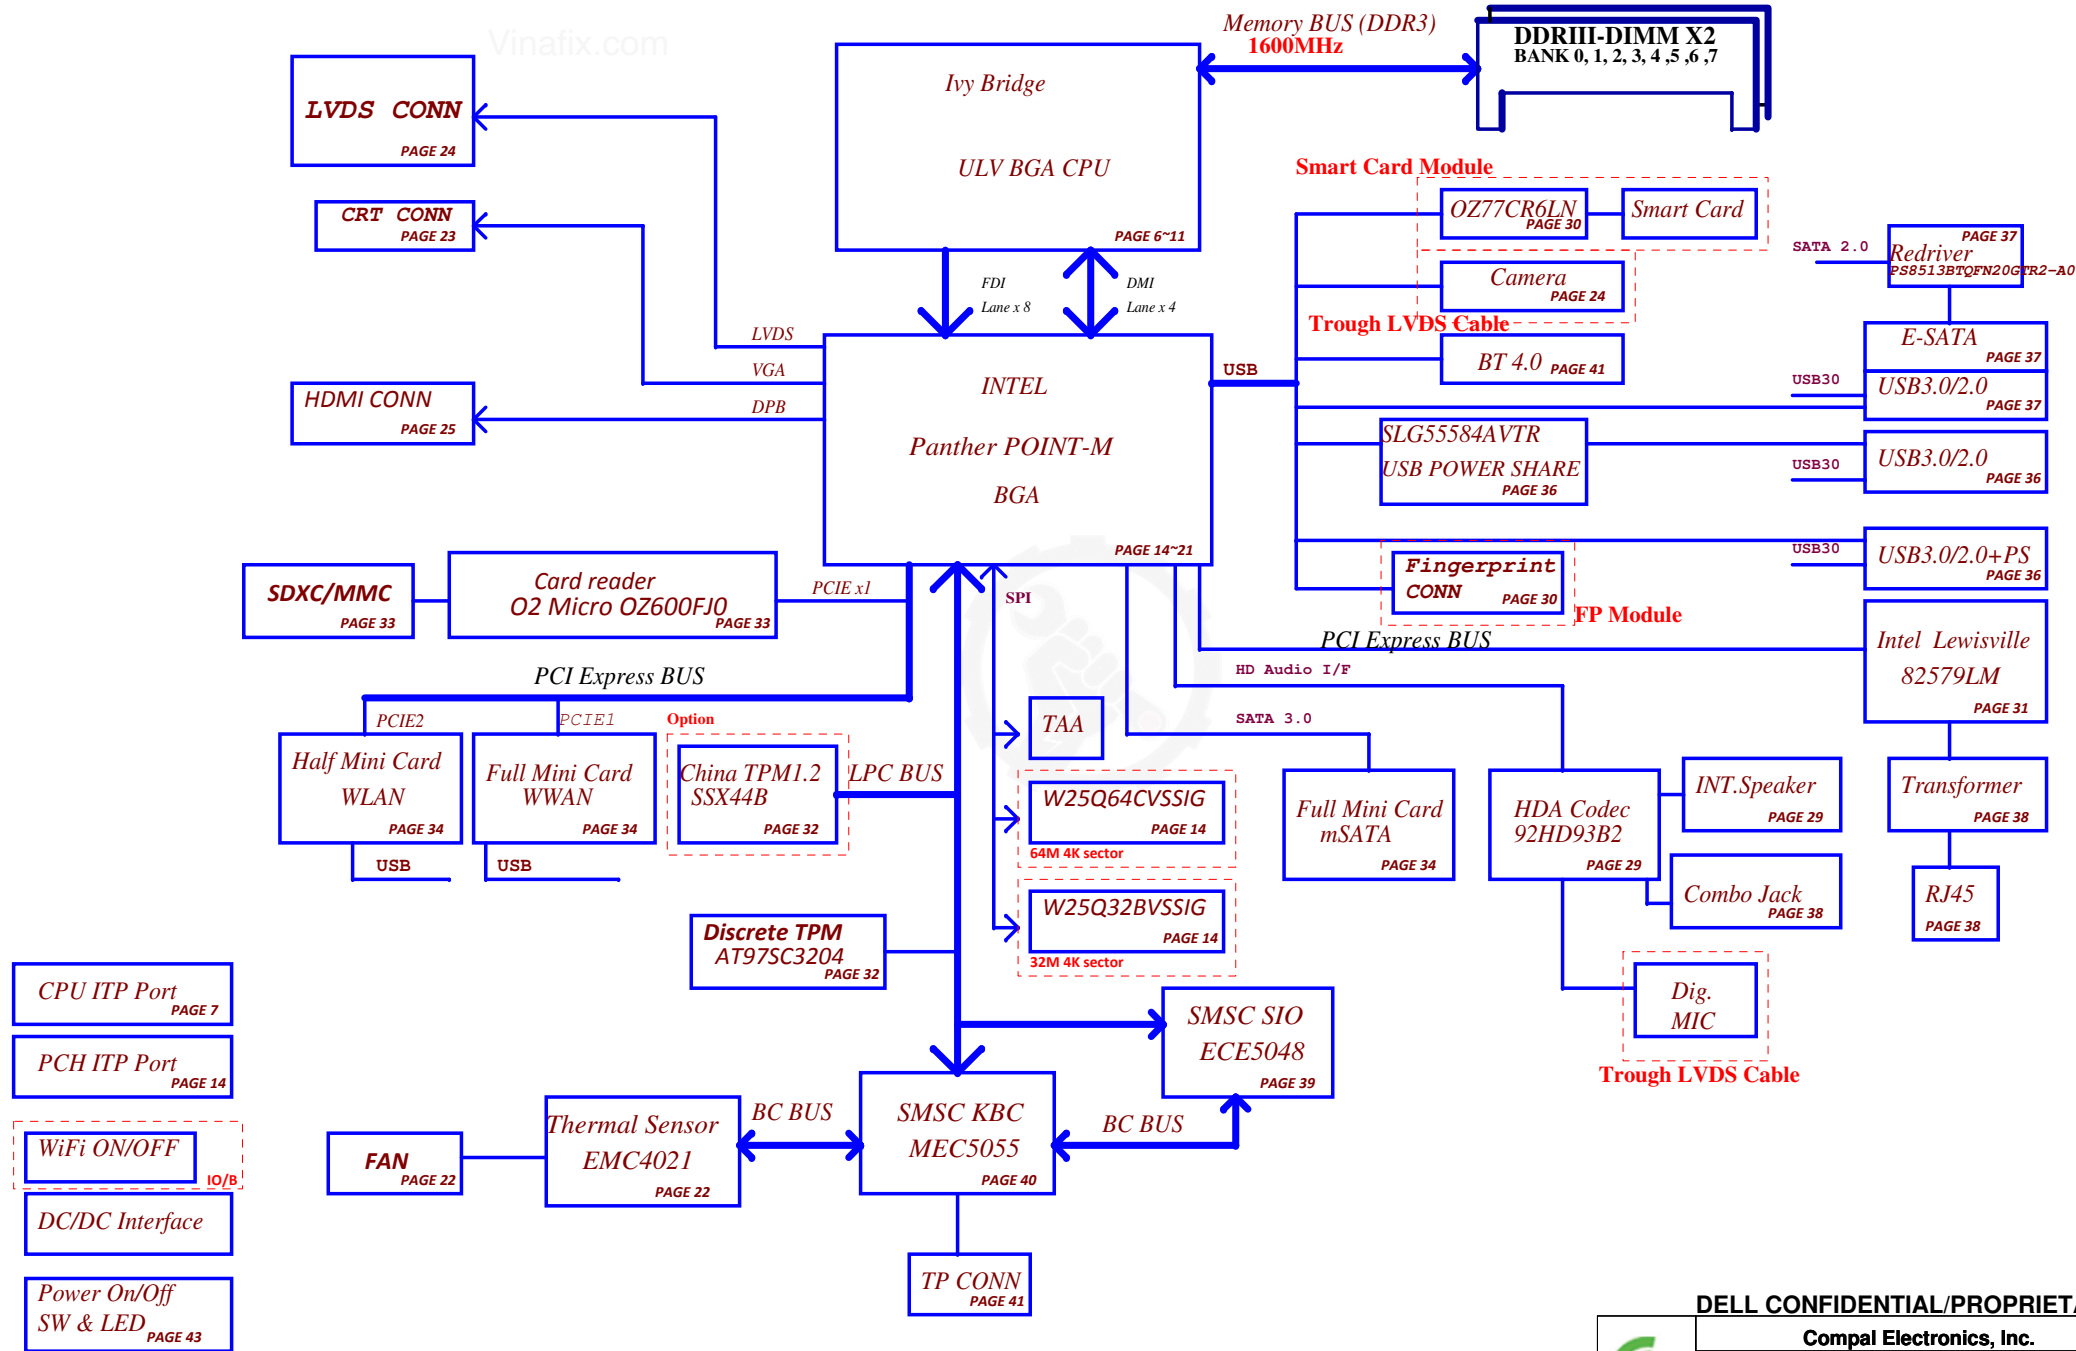 Vinafix.com
Memory BUS (DDR3)
1600MHz
DDRIII-DIMM X2
BANK 0, 1, 2, 3, 4 ,5 ,6 ,7
LVDS CONN
PAGE 24
Ivy Bridge
ULV BGA CPU
PAGE 6~11
CRT CONN
PAGE 23
Smart Card Module
OZ77CR6LN
PAGE 30
Smart Card
Camera
PAGE 24
Trough LVDS Cable
BT 4.0
PAGE 41
SATA 2.0
PAGE 37
Redriver
PS8513BTQFN20GTR2-A0
E-SATA
PAGE 37
USB30
USB3.0/2.0
PAGE 37
FDI
Lane x 8
DMI
Lane x 4
LVDS
VGA
DPB
HDMI CONN
PAGE 25
INTEL
Panther POINT-M
BGA
PAGE 14~21
USB
SLG55584AVTR
USB POWER SHARE
PAGE 36
USB30
USB3.0/2.0
PAGE 36
USB30
USB3.0/2.0+PS
PAGE 36
Fingerprint
CONN
PAGE 30
FP Module
SDXC/MMC
PAGE 33
Card reader
O2 Micro OZ600FJ0
PAGE 33
PCIE x1
SPI
PCI Express BUS
HD Audio I/F
SATA 3.0
Intel Lewisville
82579LM
PAGE 31
PCI Express BUS
PCIE2
PCIE1
Option
Half Mini Card
WLAN
PAGE 34
USB
Full Mini Card
WWAN
PAGE 34
USB
China TPM1.2
SSX44B
PAGE 32
LPC BUS
TAA
W25Q64CVSSIG
PAGE 14
64M 4K sector
W25Q32BVSSIG
PAGE 14
32M 4K sector
Full Mini Card
mSATA
PAGE 34
HDA Codec
92HD93B2
PAGE 29
INT.Speaker
PAGE 29
Combo Jack
PAGE 38
Transformer
PAGE 38
RJ45
PAGE 38
Discrete TPM
AT97SC3204
PAGE 32
Dig.
MIC
Trough LVDS Cable
CPU ITP Port
PAGE 7
PCH ITP Port
PAGE 14
WiFi ON/OFF
IO/B
DC/DC Interface
Power On/Off
SW & LED
PAGE 43
SMSC SIO
ECE5048
PAGE 39
FAN
PAGE 22
Thermal Sensor
EMC4021
PAGE 22
BC BUS
SMSC KBC
MEC5055
PAGE 40
BC BUS
TP CONN
PAGE 41
DELL CONFIDENTIAL/PROPRIETA
Compal Electronics, Inc.